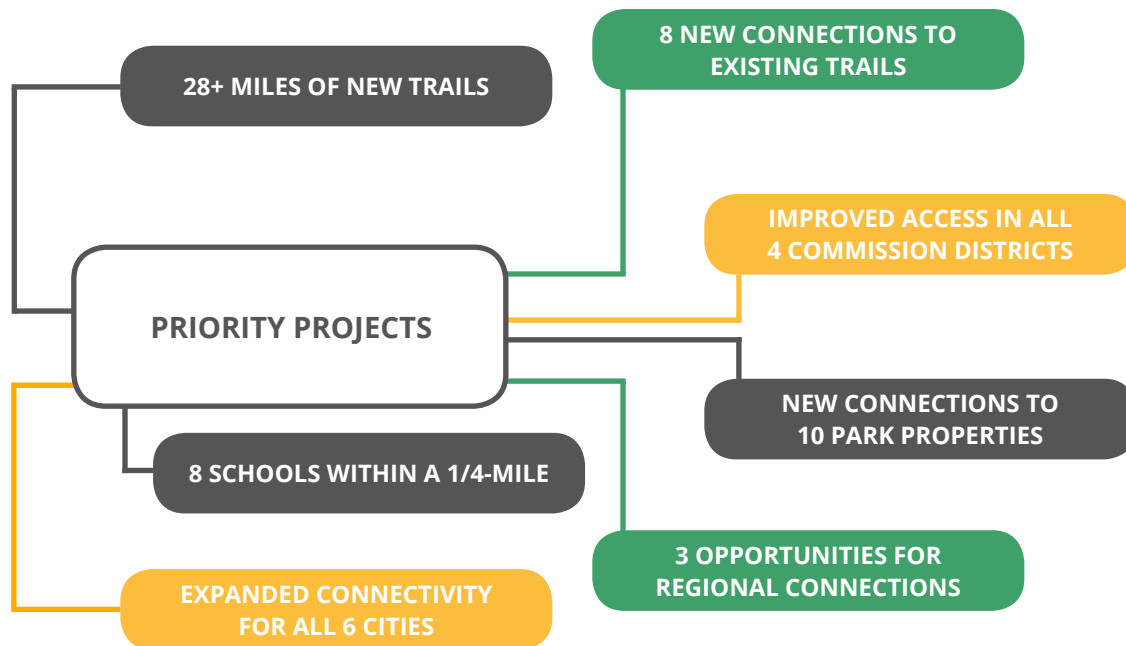 8 NEW CONNECTIONS TO
EXISTING TRAILS
28+ MILES OF NEW TRAILS
IMPROVED ACCESS IN ALL
4 COMMISSION DISTRICTS
PRIORITY PROJECTS
NEW CONNECTIONS TO
10 PARK PROPERTIES
8 SCHOOLS WITHIN A 1/4-MILE
3 OPPORTUNITIES FOR
REGIONAL CONNECTIONS
EXPANDED CONNECTIVITY
FOR ALL 6 CITIES